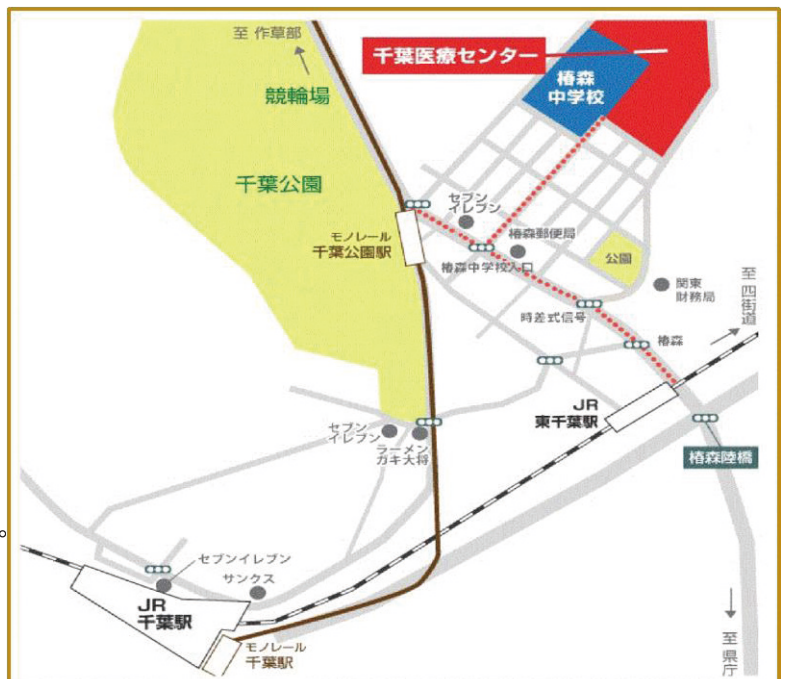 至 作草部
千葉医療センター
競輪場
椿森
中学校
千葉公園
セブン
イレブン
モノレール
千葉公園駅
椿森郵便局
椿森中学校入口
公園
関東
財務局
至 四街道
時差式信号
椿森
JR
東千葉駅
セブン
イレブン
ラーメン
ガキ大将
椿森陸橋
。
セブンイレブン
サンクス
JR
千葉駅
モノレール
千葉駅
至 県庁